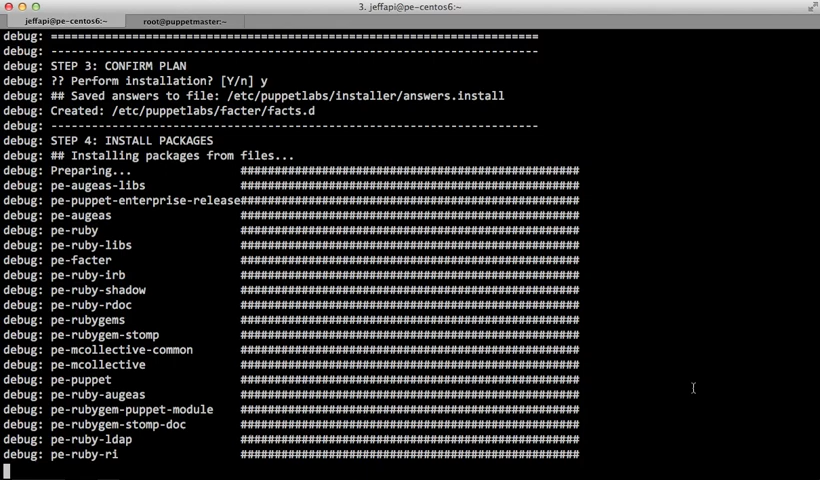 3. jeffapi@pe-centos6:~
jeffapi@pe-centos6:~
root@puppetmaster:~
debug: ========================================================================
debug: ------------------------------------------------------------------------
debug: STEP 3: CONFIRM PLAN
debug: ?? Perform installation? [Y/n] y
debug: ## Saved answers to file: /etc/puppetlabs/installer/answers.install
debug: Created: /etc/puppetlabs/facter/facts.d
debug: ------------------------------------------------------------------------
debug: STEP 4: INSTALL PACKAGES
debug: ## Installing packages from files...
debug: Preparing...                ##################################################
debug: pe-augeas-libs              ##################################################
debug: pe-puppet-enterprise-release##################################################
debug: pe-augeas                   ##################################################
debug: pe-ruby                     ##################################################
debug: pe-ruby-libs                ##################################################
debug: pe-facter                   ##################################################
debug: pe-ruby-irb                 ##################################################
debug: pe-ruby-shadow              ##################################################
debug: pe-ruby-rdoc                ##################################################
debug: pe-rubygems                 ##################################################
debug: pe-rubygem-stomp            ##################################################
debug: pe-mcollective-common       ##################################################
debug: pe-mcollective              ##################################################
debug: pe-puppet                   ##################################################
debug: pe-ruby-augeas              ##################################################
debug: pe-rubygem-puppet-module    ##################################################
debug: pe-rubygem-stomp-doc        ##################################################
debug: pe-ruby-ldap                ##################################################
debug: pe-ruby-ri                  ##################################################